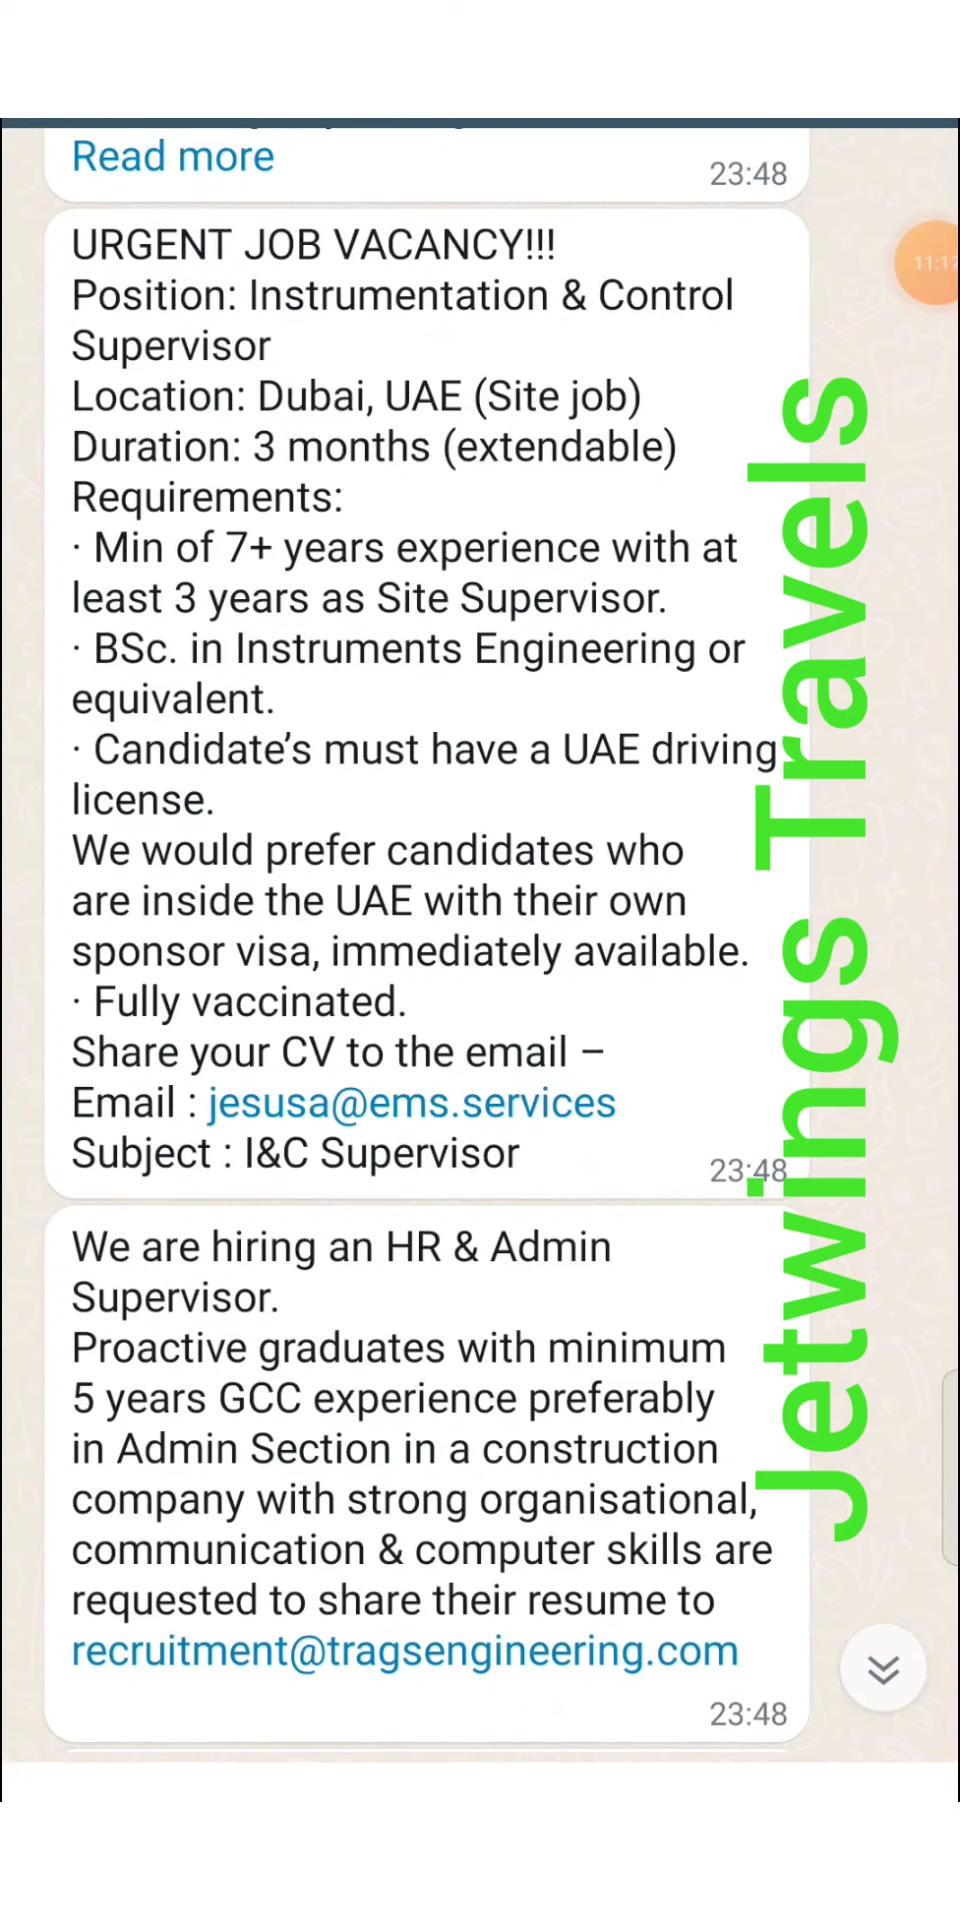 Read more
23:48
URGENT JOB VACANCY!!!
Position: Instrumentation & Control
Supervisor
Location: Dubai, UAE (Site job)
Duration: 3 months (extendable)
Requirements:
· Min of 7+ years experience with at
least 3 years as Site Supervisor.
· BSc. in Instruments Engineering or
equivalent.
· Candidate’s must have a UAE driving
license.
We would prefer candidates who
are inside the UAE with their own
sponsor visa, immediately available.
· Fully vaccinated.
Share your CV to the email –
Email : jesusa@ems.services
Subject : I&C Supervisor
23:48
We are hiring an HR & Admin
Supervisor.
Proactive graduates with minimum
5 years GCC experience preferably
in Admin Section in a construction
company with strong organisational,
communication & computer skills are
requested to share their resume to
recruitment@tragsengineering.com
23:48
Jetwings Travels